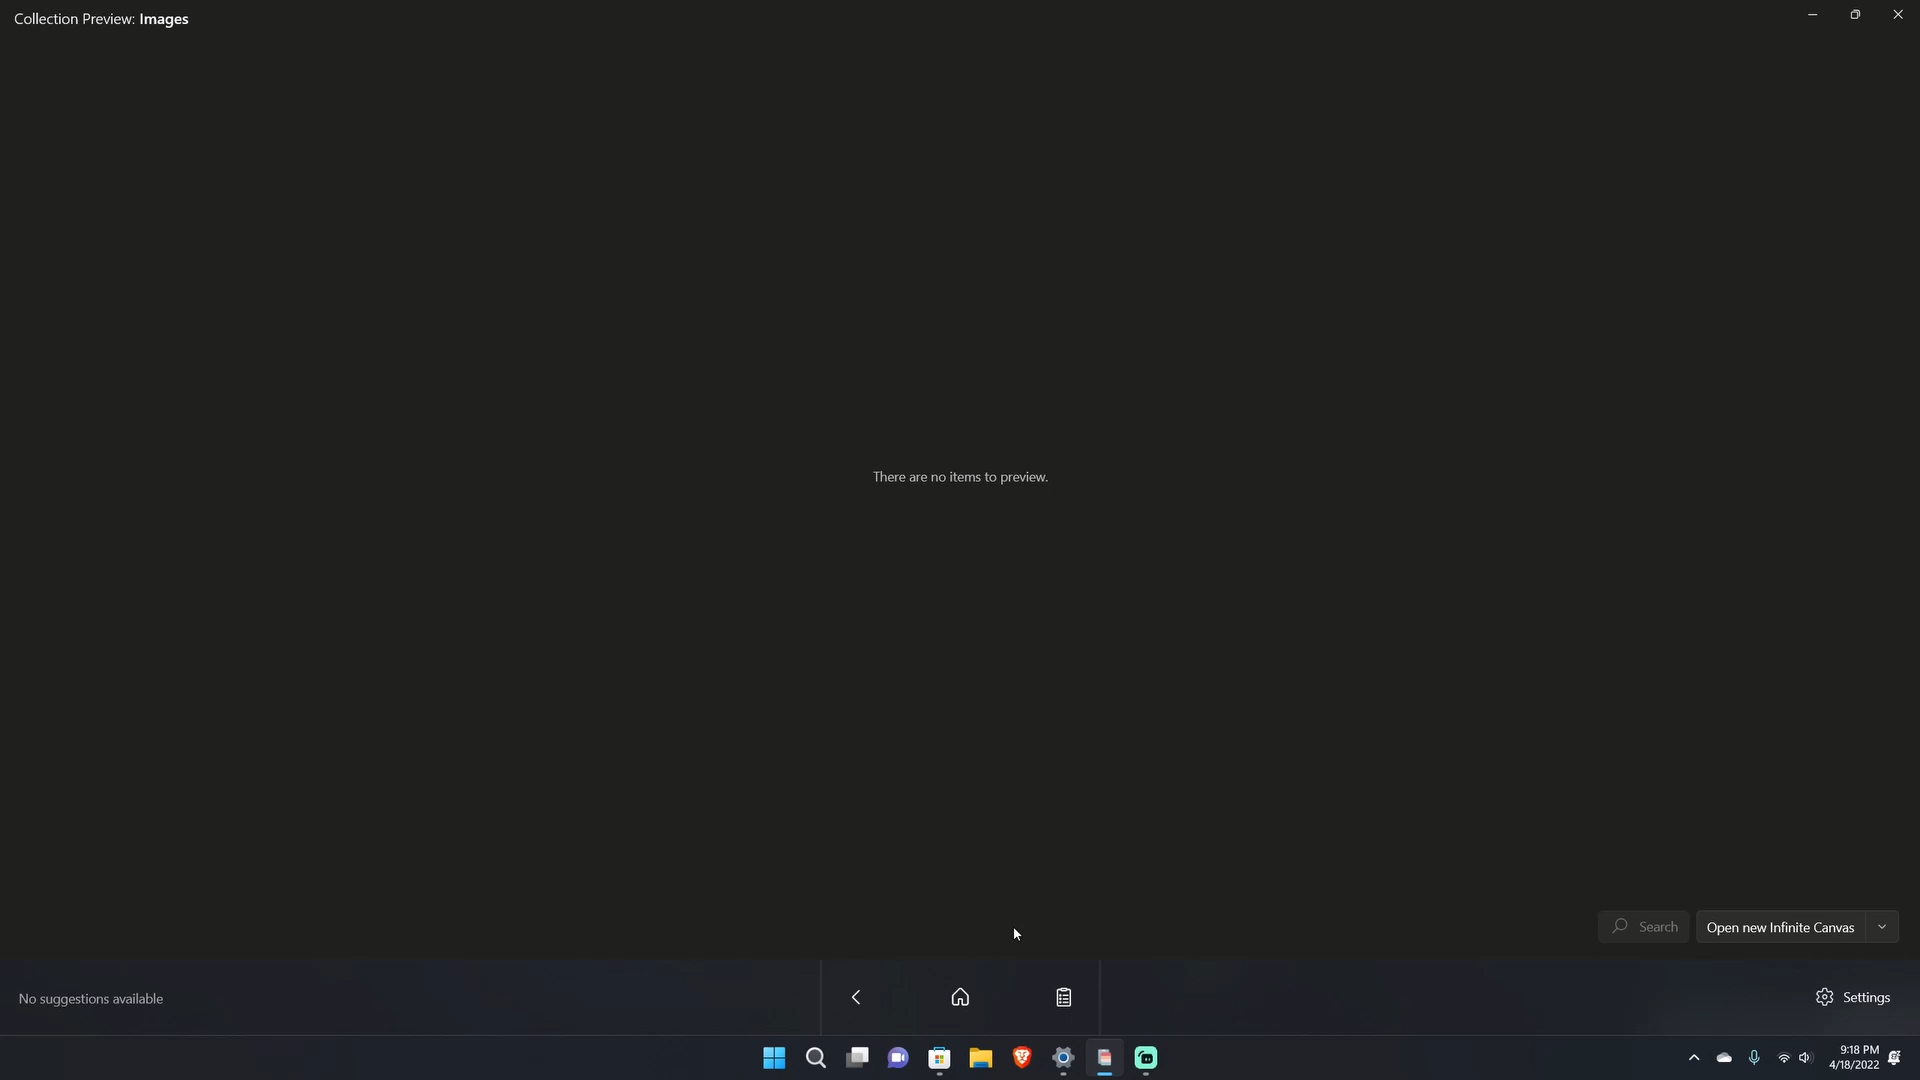 Collection Preview: Images
There are no items to preview.
Search
Open new Infinite Canvas
No suggestions available
Settings
9:18 PM
4/18/2022